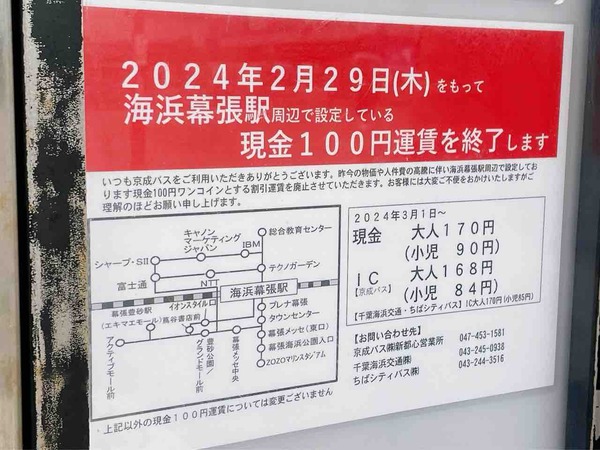 2024年2月29日(木)をもって
海浜幕張駅周辺で設定している
現金100円運賃を終了します
いつも京成バスをご利用いただきありがとうございます。昨今の物価や人件費の高騰に伴い海浜幕張駅周辺で設定してお
ります現金100円ワンコインとする割引運賃を廃止させていただきます。お客様には大変ご不便をおかけいたしますがご
理解のほどお願い申し上げます。
キャノン
マーケティング
ジャパン
IBM
総合教育センター
シャープ・SII
富士通
NTT
テクノガーデン
海浜幕張駅
幕張豊砂駅
イオンスタイル口
(エキマエモール)
蔦谷書店前
プレナ幕張
タウンセンター
幕張メッセ(東口)
幕張海浜公園入口
ZOZOマリンスタジアム
アクティブモール前
豊砂公園/
グランドモール前
幕張メッセ中央
上記以外の現金100円運賃については変更ございません
2024年3月1日～
現金 大人170円
(小児 90円)
IC 大人168円
【京成バス】(小児 84円)
【千葉海浜交通・ちばシティバス】IC大人170円(小児85円)
【お問い合わせ先】
京成バス㈱新都心営業所 047-453-1581
千葉海浜交通㈱ 043-245-0938
ちばシティバス㈱ 043-244-3516